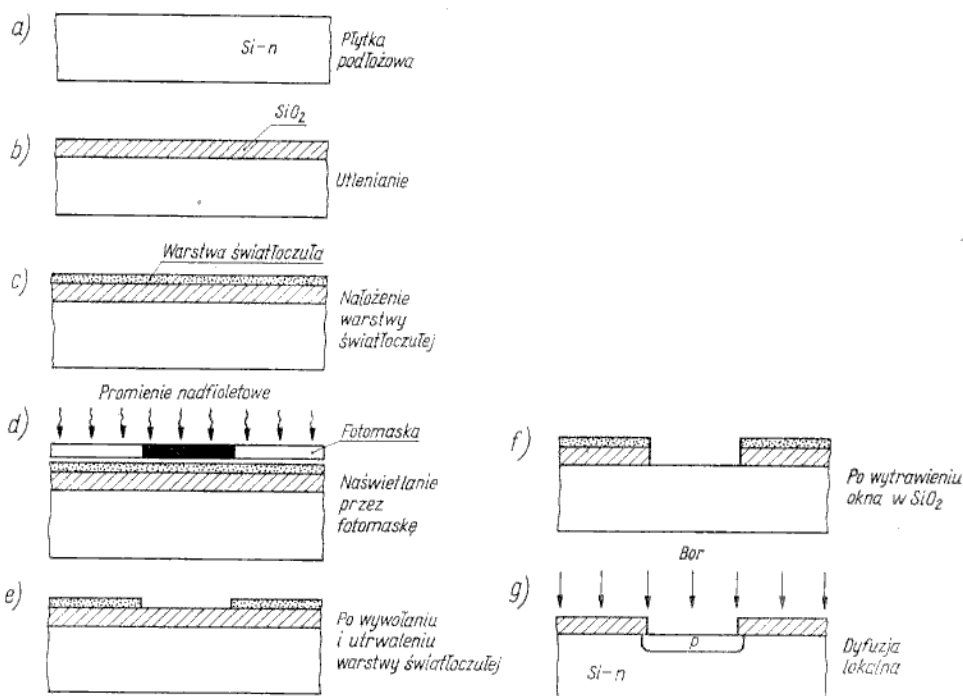 a)
Si-n
Płytka
podłożowa
SiO₂
b)
Utlenianie
Warstwa światłoczuła
c)
Nałożenie
warstwy
światłoczułej
Promienie nadfioletowe
d)
Fotomaska
Naświetlanie
przez
fotomaskę
e)
Po wywołaniu
i utrwaleniu
warstwy światłoczułej
f)
Po wytrawieniu
okna w SiO₂
Bor
g)
p
Si-n
Dyfuzja
lokalna